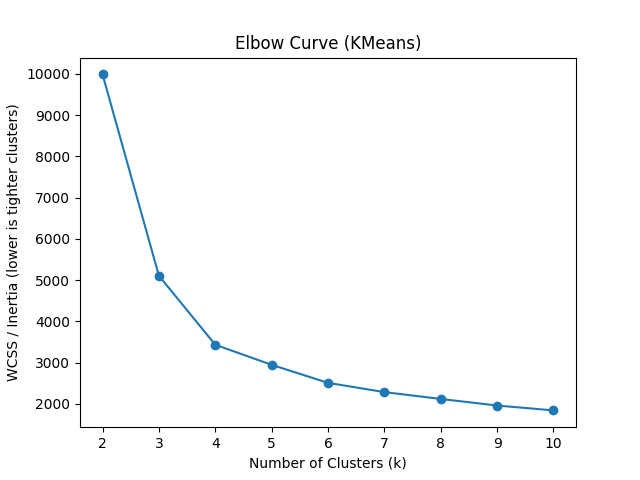 Elbow Curve (KMeans)
WCSS / Inertia (lower is tighter clusters)
10000
9000
8000
7000
6000
5000
4000
3000
2000
2 3 4 5 6 7 8 9 10
Number of Clusters (k)